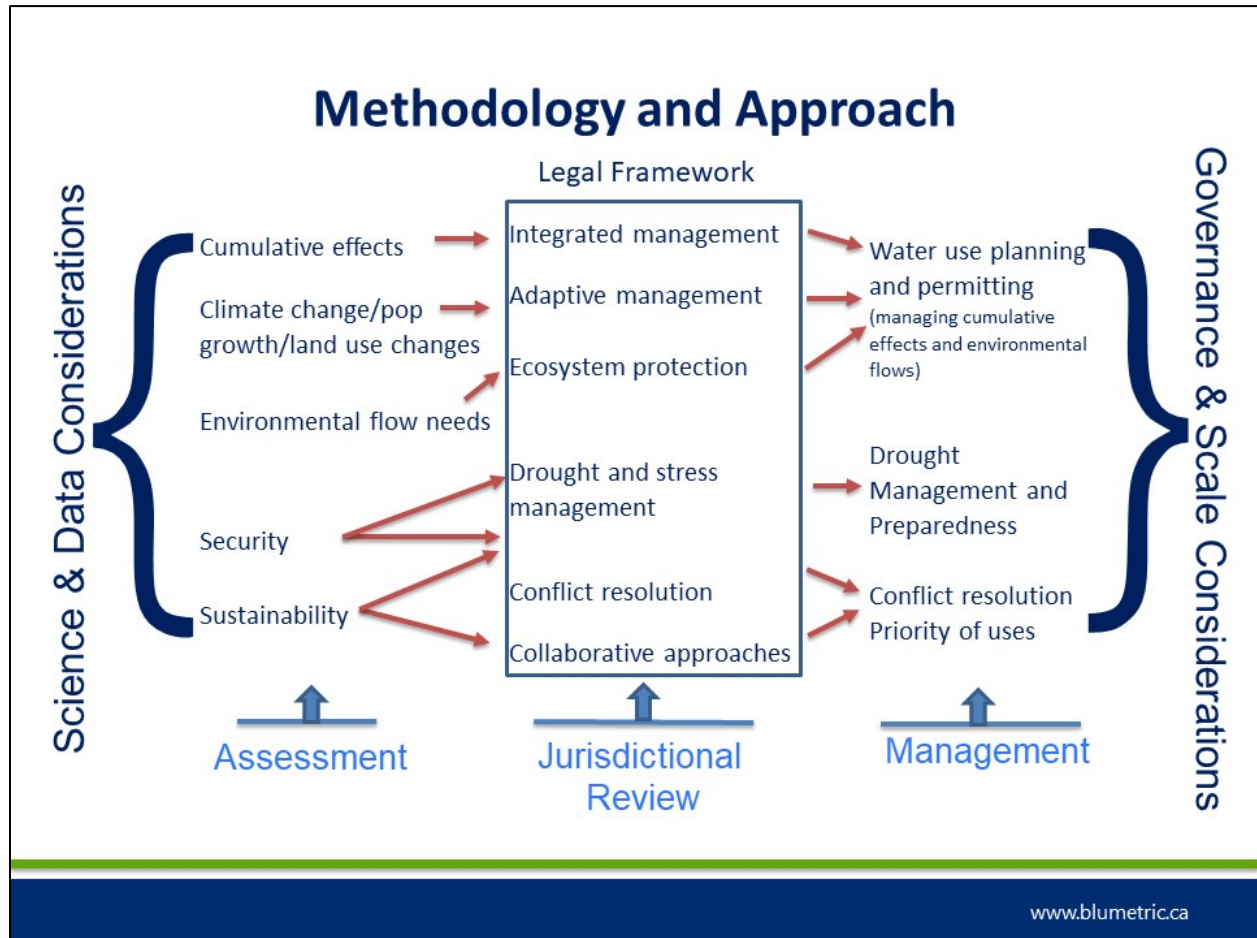 Methodology and Approach
Science & Data Considerations
Cumulative effects
Climate change/pop
growth/land use changes
Environmental flow needs
Security
Sustainability
Assessment
Legal Framework
Integrated management
Adaptive management
Ecosystem protection
Drought and stress
management
Conflict resolution
Collaborative approaches
Jurisdictional
Review
Water use planning
and permitting
(managing cumulative
effects and environmental
flows)
Drought
Management and
Preparedness
Conflict resolution
Priority of uses
Management
Governance & Scale Considerations
www.blumetric.ca